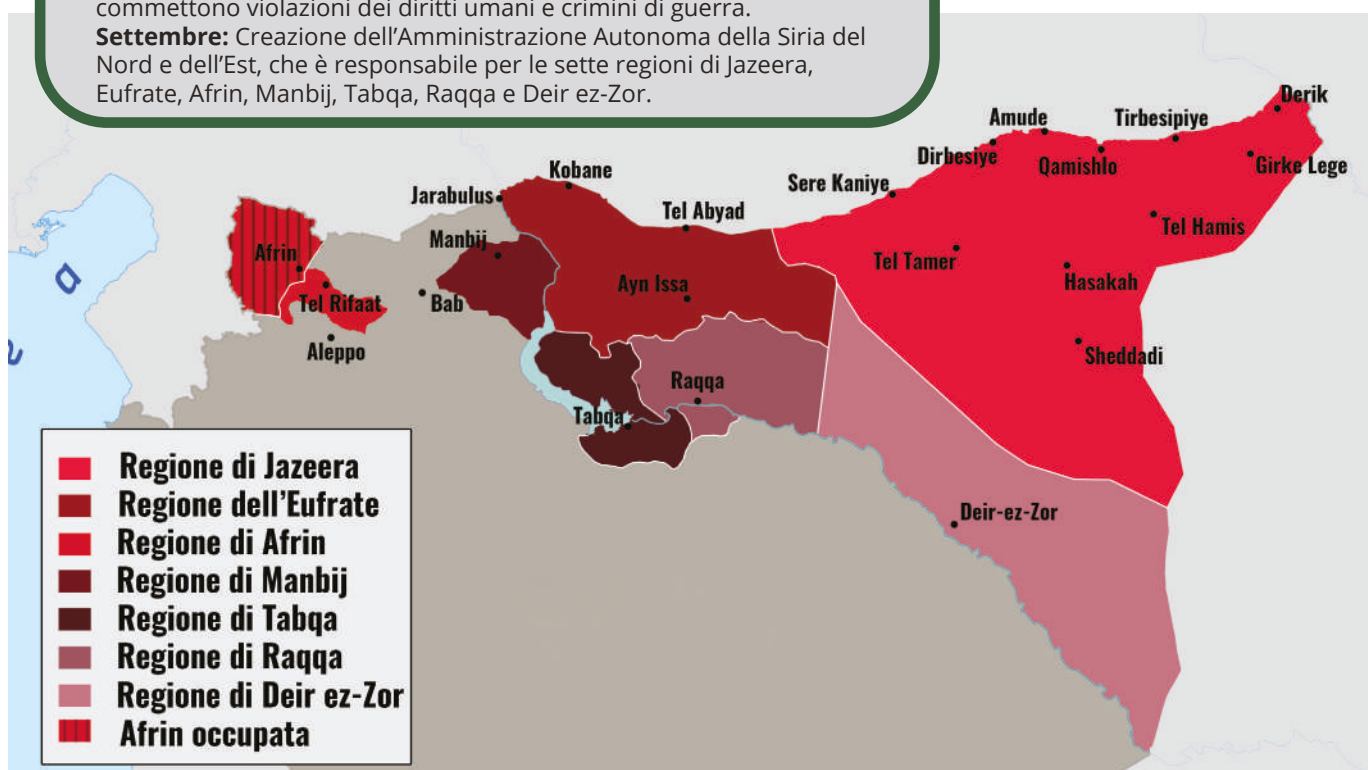 commettono violazioni dei diritti umani e crimini di guerra.
Settembre: Creazione dell'Amministrazione Autonoma della Siria del
Nord e dell'Est, che è responsabile per le sette regioni di Jazeera,
Eufrate, Afrin, Manbij, Tabqa, Raqqa e Deir ez-Zor.
Derik
Amude
Tirbesipiye
Dirbesiye
Qamishlo
Girke Lege
Kobane
Sere Kaniye
Jarabulus
Tel Abyad
Manbij
Tel Hamis
Afrin
Tel Tamer
Ayn Issa
Hasakah
Tel Rifaat
Bab
Aleppo
Sheddadi
Raqqa
Tabqa
Deir-ez-Zor
Regione di Jazeera
Regione dell'Eufrate
Regione di Afrin
Regione di Manbij
Regione di Tabqa
Regione di Raqqa
Regione di Deir ez-Zor
Afrin occupata